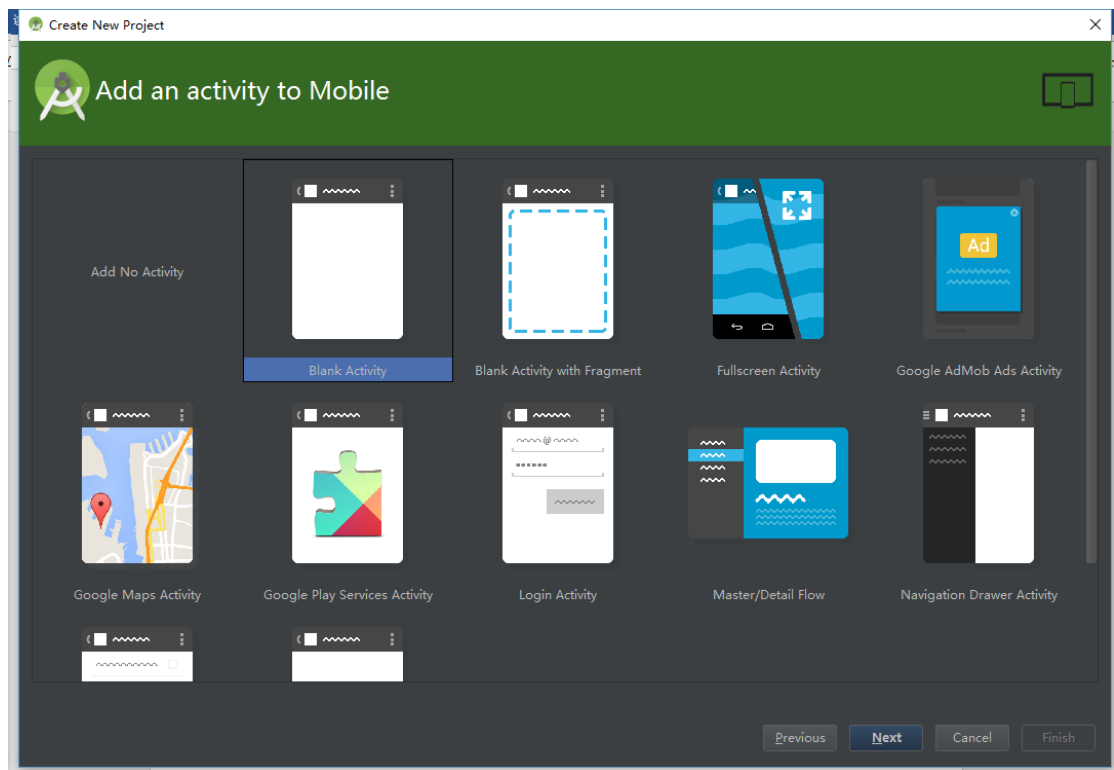 Create New Project
Add an activity to Mobile
Add No Activity
Blank Activity
Blank Activity with Fragment
Fullscreen Activity
Ad
Google AdMob Ads Activity
@
Google Maps Activity
Google Play Services Activity
Login Activity
Master/Detail Flow
Navigation Drawer Activity
Previous
Next
Cancel
Finish